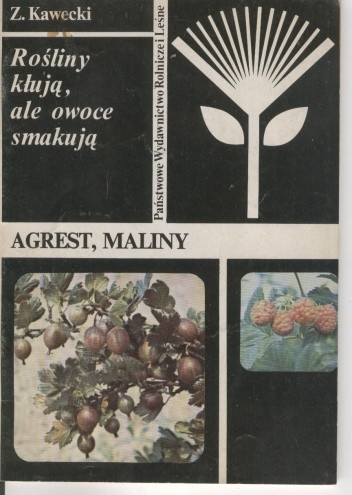 Z. Kawecki
Rośliny
kłują,
ale owoce
smakują
Państwowe Wydawnictwo Rolnicze i Leśne
AGREST, MALINY